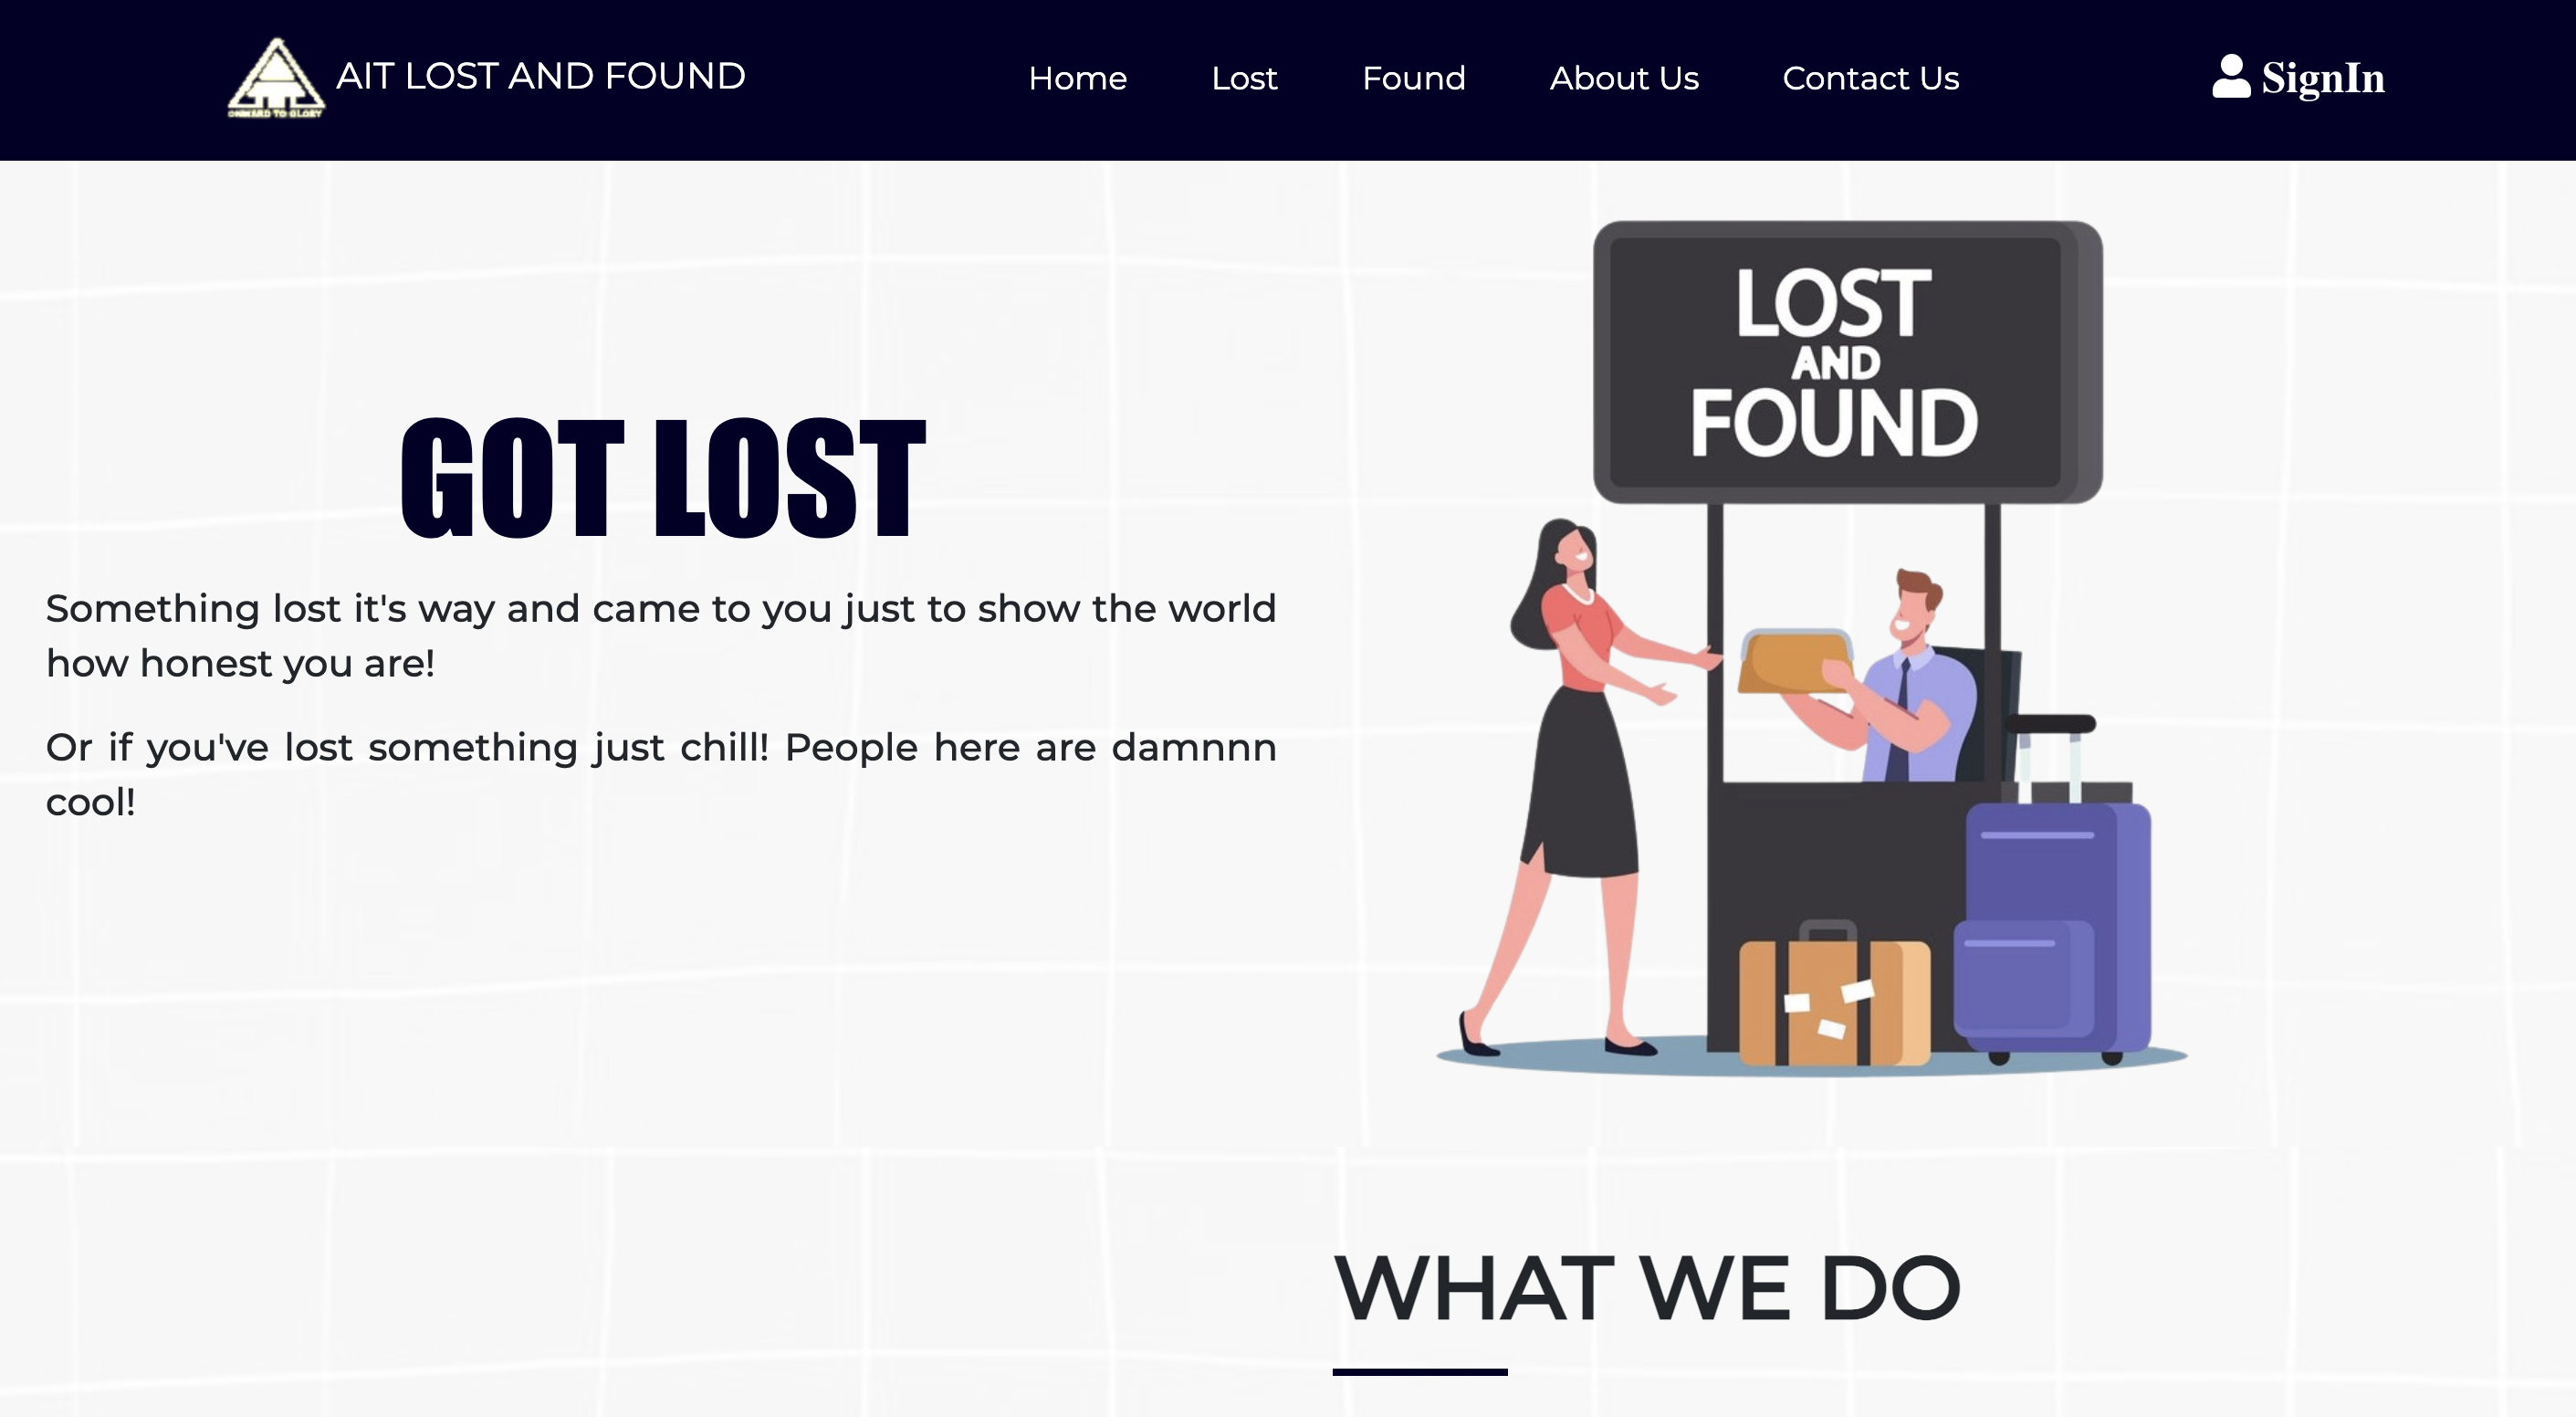 AIT LOST AND FOUND
ONWARD TO GLORY
Home
Lost
Found
About Us
Contact Us
SignIn
GOT LOST
Something lost it's way and came to you just to show the world
how honest you are!
Or if you've lost something just chill! People here are damnnn
cool!
LOST
AND
FOUND
WHAT WE DO